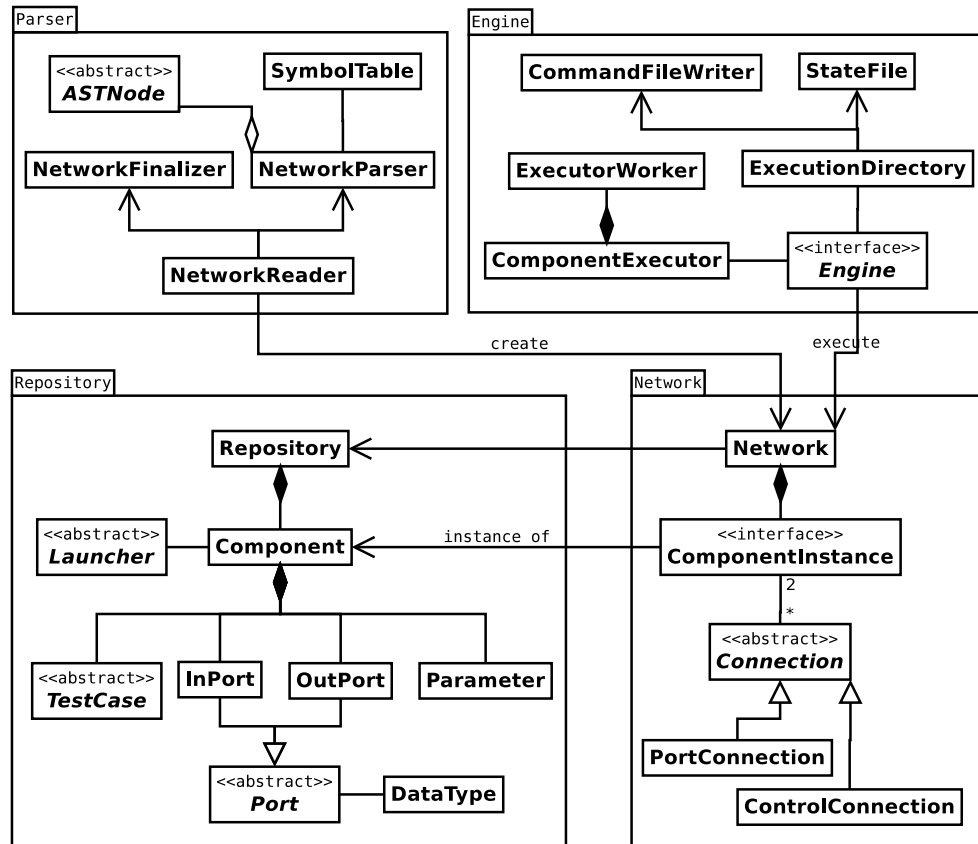 Parser
<<abstract>>
ASTNode
SymbolTable
NetworkFinalizer
NetworkParser
NetworkReader
Engine
CommandFileWriter
StateFile
ExecutorWorker
ExecutionDirectory
ComponentExecutor
<<interface>>
Engine
create
execute
Repository
Repository
<<abstract>>
Launcher
Component
instance of
<<abstract>>
TestCase
InPort
OutPort
Parameter
<<abstract>>
Port
DataType
Network
Network
<<interface>>
ComponentInstance
2
*
<<abstract>>
Connection
PortConnection
ControlConnection